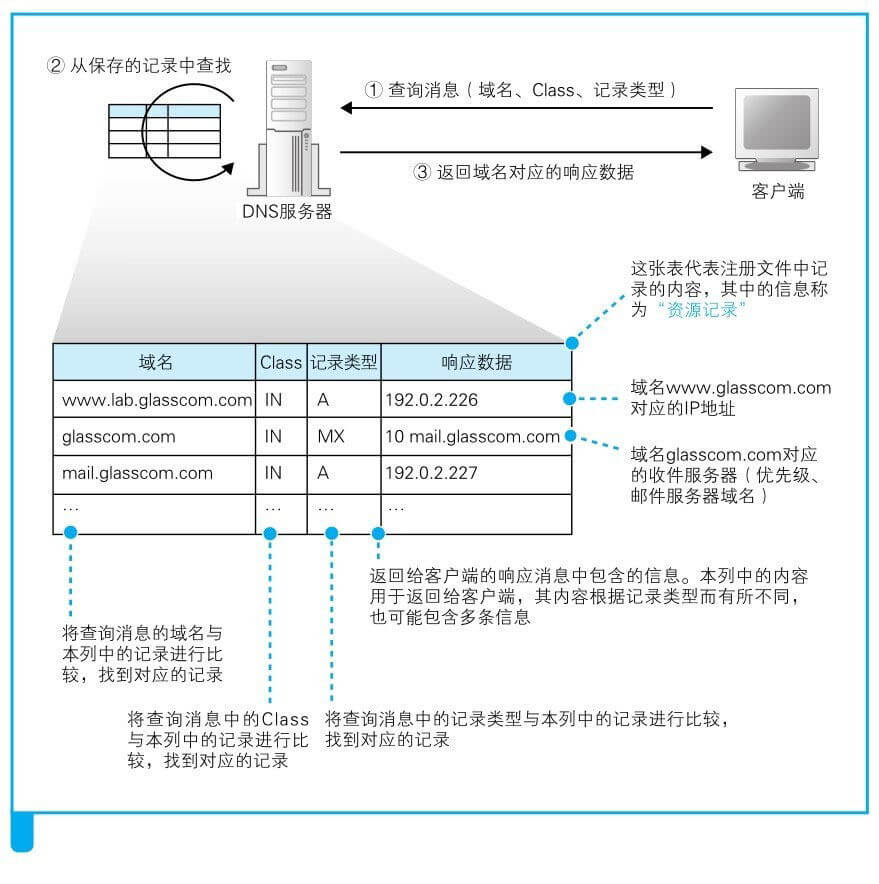 ② 从保存的记录中查找
① 查询消息（域名、Class、记录类型）
③ 返回域名对应的响应数据
DNS服务器
客户端
这张表代表注册文件中记
录的内容，其中的信息称
为“资源记录”
域名 Class 记录类型 响应数据
www.lab.glasscom.com IN A 192.0.2.226
glasscom.com IN MX 10 mail.glasscom.com
mail.glasscom.com IN A 192.0.2.227
… … … …
域名www.glasscom.com
对应的IP地址
域名glasscom.com对应
的收件服务器（优先级、
邮件服务器域名）
返回给客户端的响应消息中包含的信息。本列中的内容
用于返回给客户端，其内容根据记录类型而有所不同，
也可能包含多条信息
将查询消息的域名与
本列中的记录进行比
较，找到对应的记录
将查询消息中的Class
与本列中的记录进行比
较，找到对应的记录
将查询消息中的记录类型与本列中的记录进行比较，
找到对应的记录